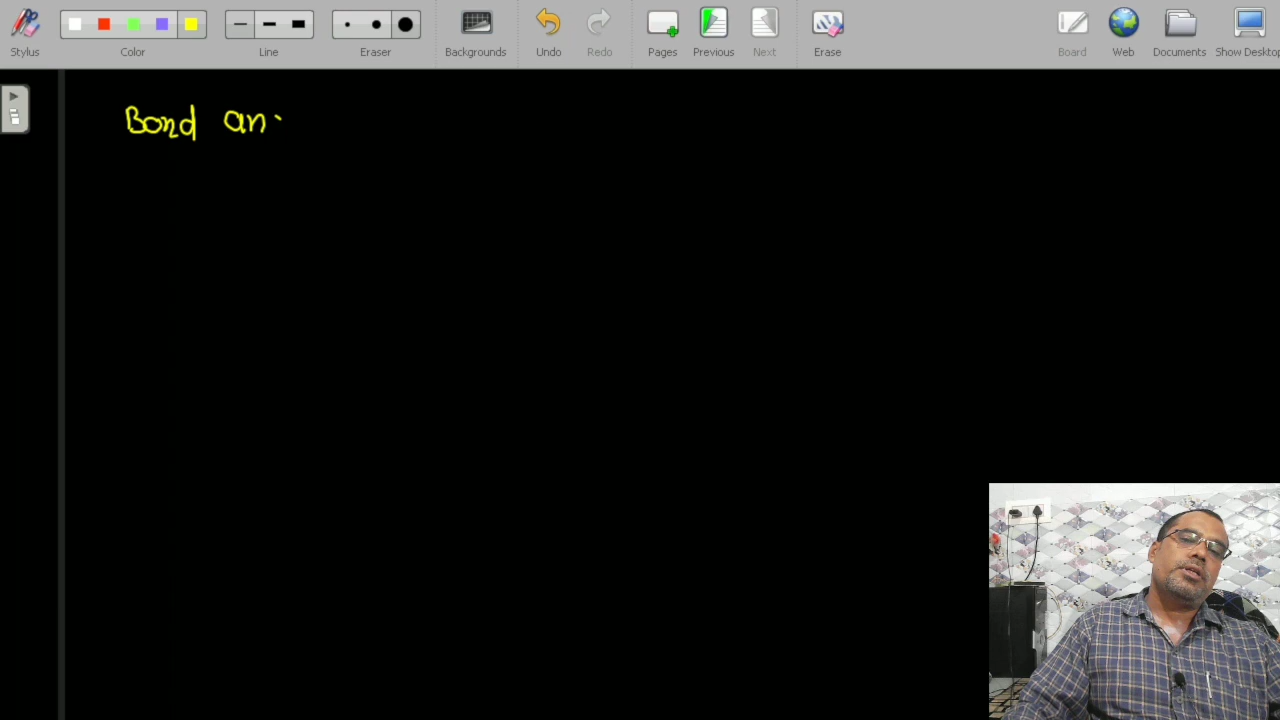 Stylus Color Line Eraser Backgrounds Undo Redo Pages Previous Next Erase Board Web Documents Show Desktop
Bond an